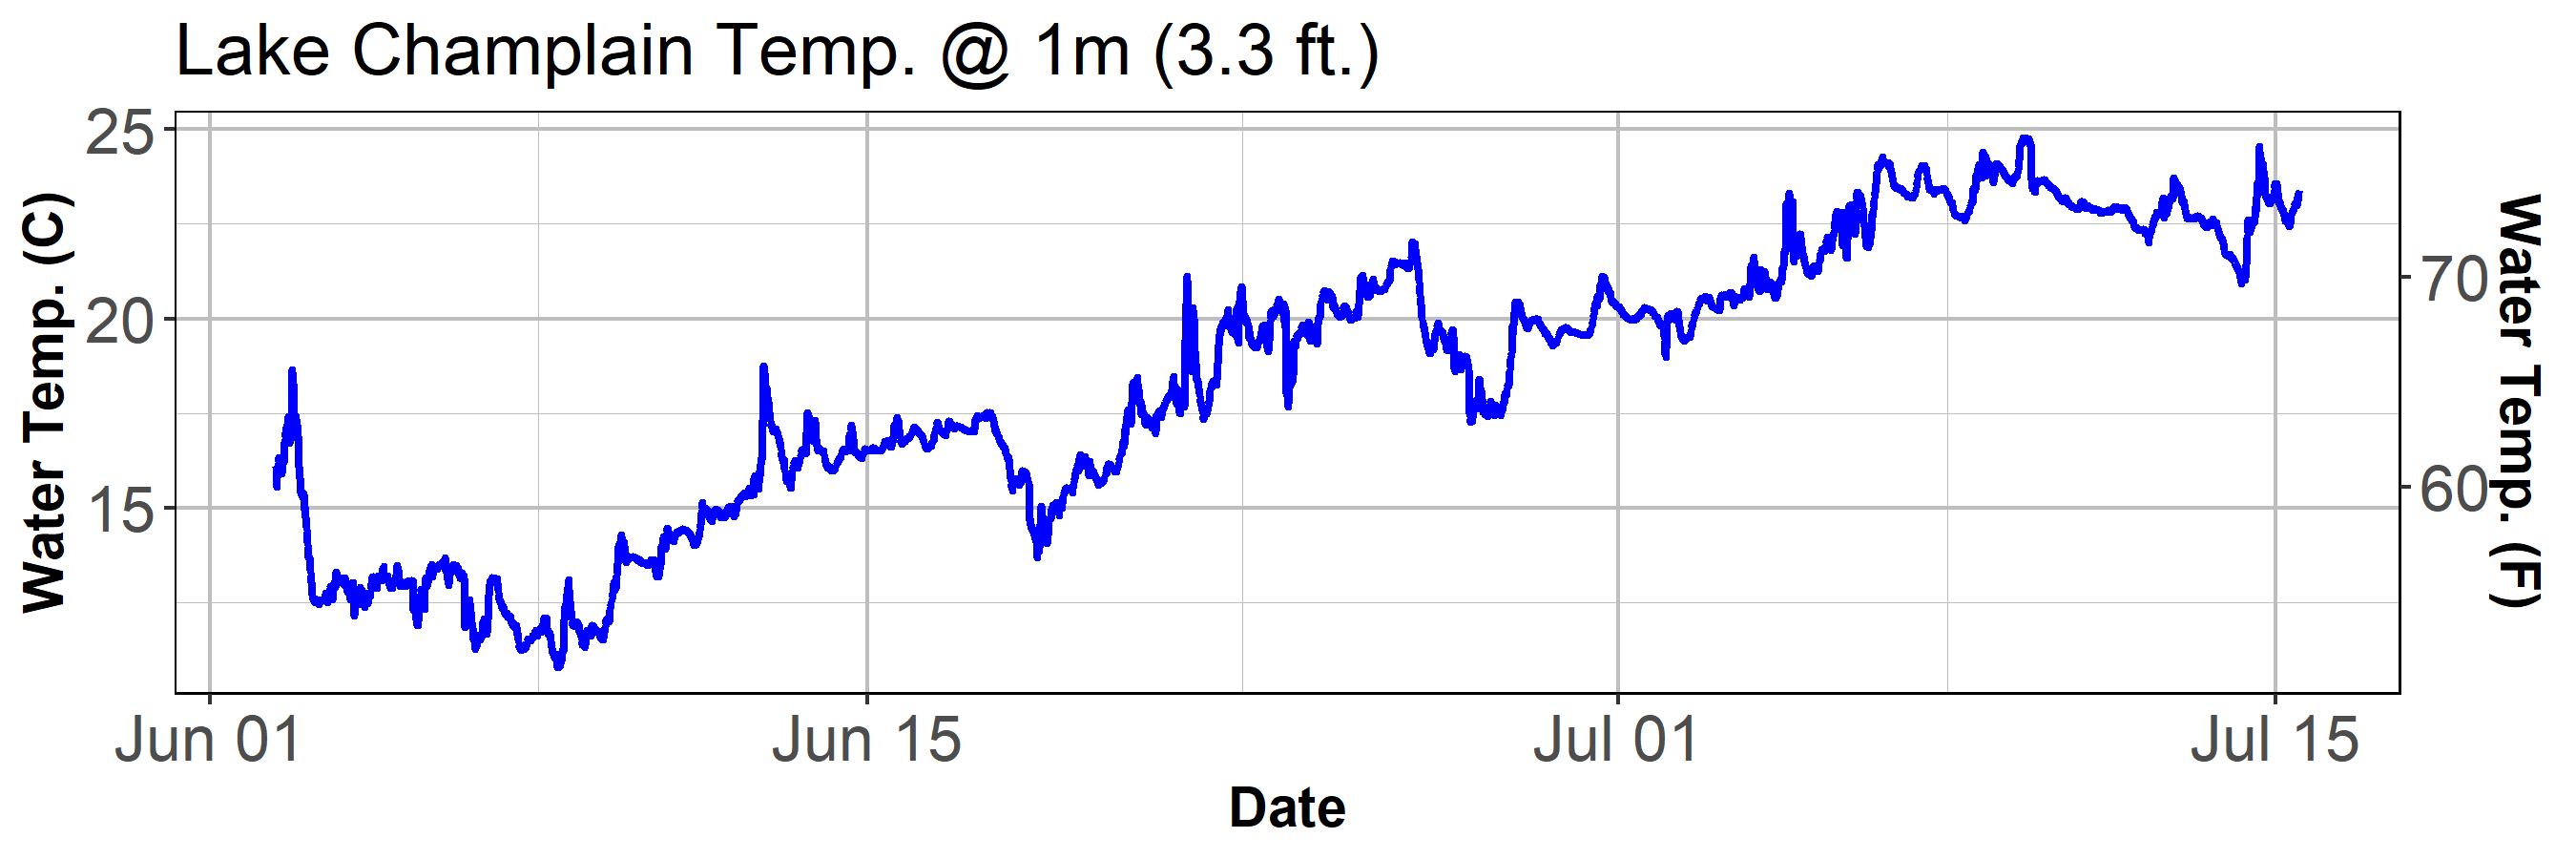 Lake Champlain Temp. @ 1m (3.3 ft.)
Water Temp. (C)
25
20
15
70
60
Water Temp. (F)
Jun 01
Jun 15
Jul 01
Jul 15
Date